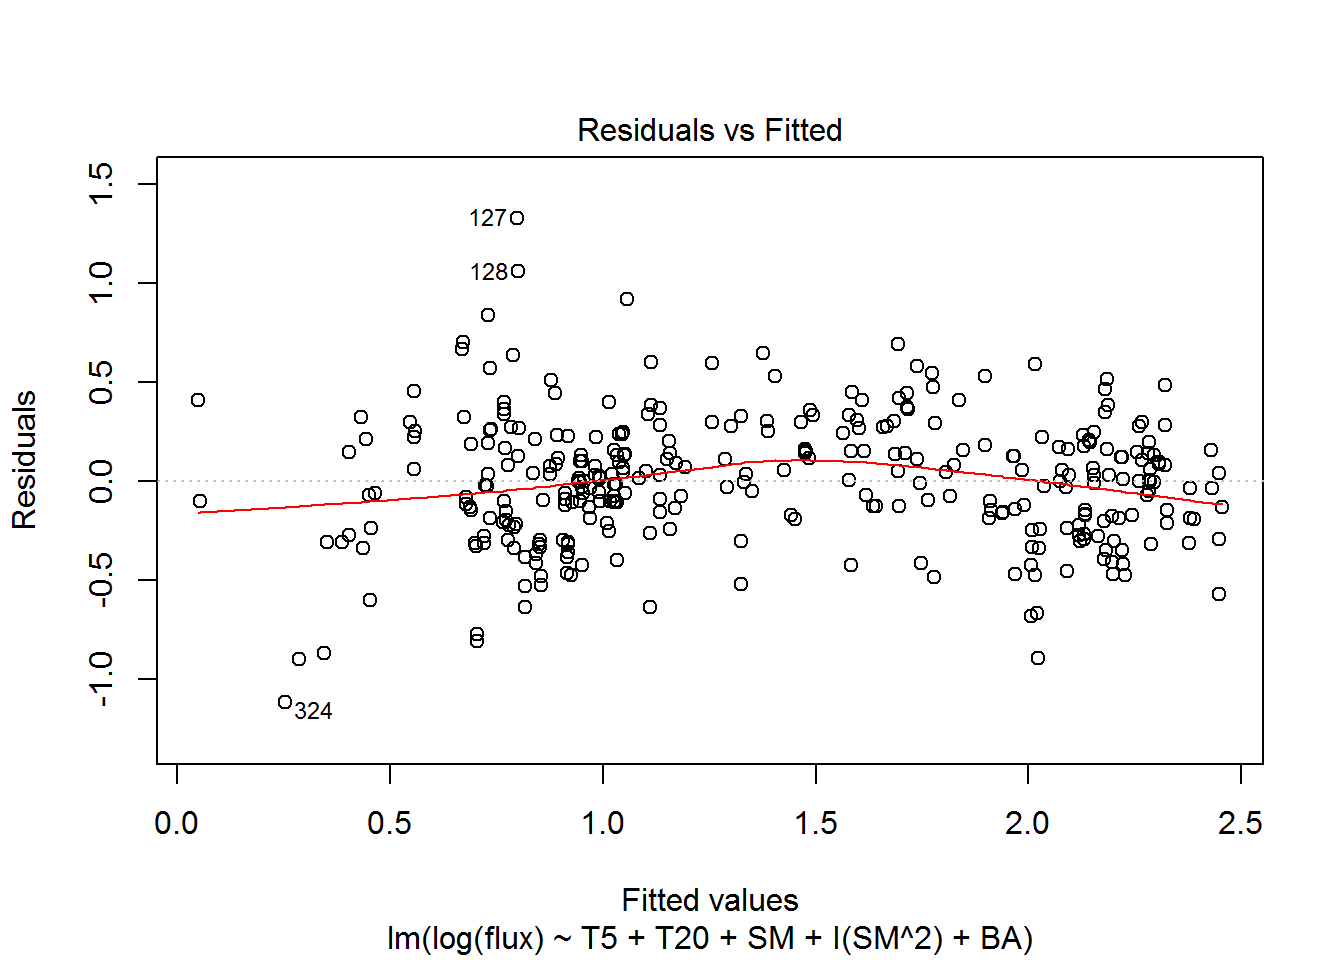 Residuals vs Fitted
1.5
1.0
0.5
0.0
-0.5
-1.0
Residuals
127
128
324
0.0 0.5 1.0 1.5 2.0 2.5
Fitted values
lm(log(flux) ~ T5 + T20 + SM + I(SM^2) + BA)